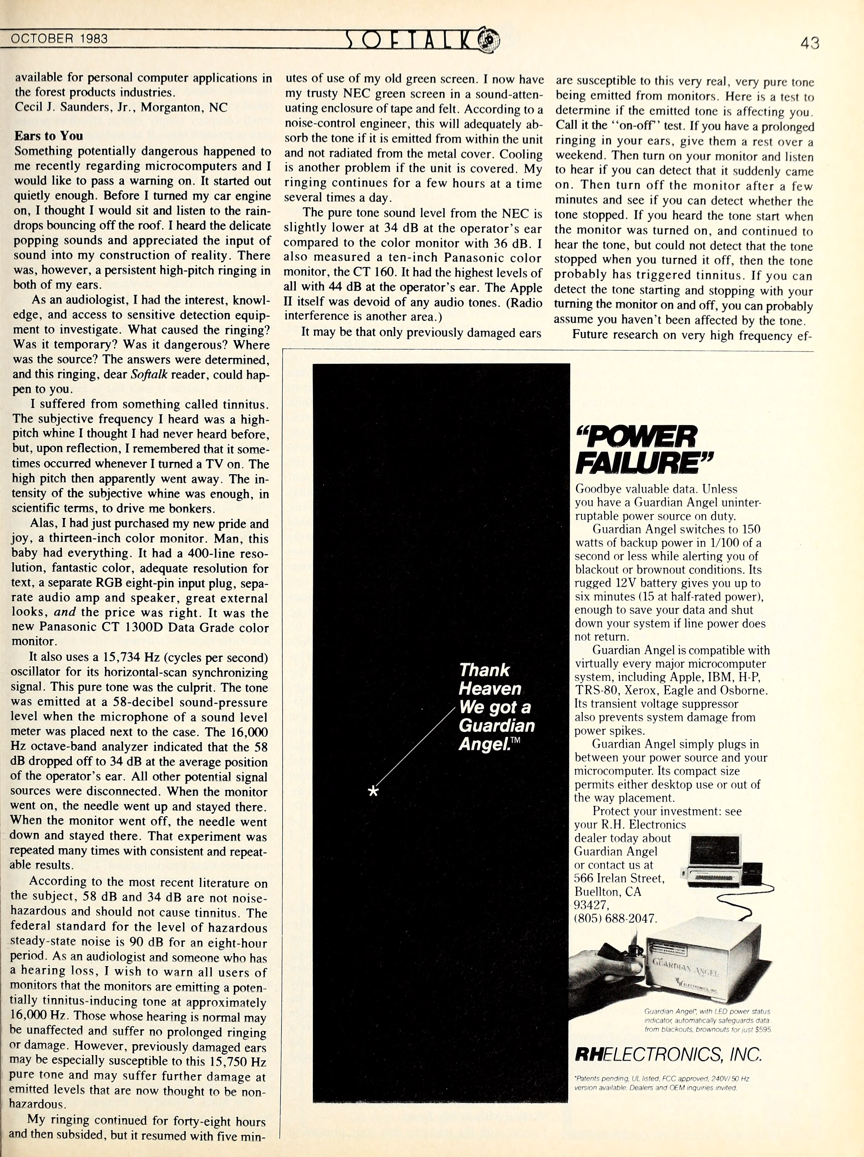 OCTOBER 1983
SOFTALK
43
available for personal computer applications in
the forest products industries.
Cecil J. Saunders, Jr., Morganton, NC
Ears to You
Something potentially dangerous happened to
me recently regarding microcomputers and I
would like to pass a warning on. It started out
quietly enough. Before I turned my car engine
on, I thought I would sit and listen to the rain-
drops bouncing off the roof. I heard the delicate
popping sounds and appreciated the input of
sound into my construction of reality. There
was, however, a persistent high-pitch ringing in
both of my ears.
As an audiologist, I had the interest, knowl-
edge, and access to sensitive detection equip-
ment to investigate. What caused the ringing?
Was it temporary? Was it dangerous? Where
was the source? The answers were determined,
and this ringing, dear Softalk reader, could hap-
pen to you.
I suffered from something called tinnitus.
The subjective frequency I heard was a high-
pitch whine I thought I had never heard before,
but, upon reflection, I remembered that it some-
times occurred whenever I turned a TV on. The
high pitch then apparently went away. The in-
tensity of the subjective whine was enough, in
scientific terms, to drive me bonkers.
Alas, I had just purchased my new pride and
joy, a thirteen-inch color monitor. Man, this
baby had everything. It had a 400-line reso-
lution, fantastic color, adequate resolution for
text, a separate RGB eight-pin input plug, sepa-
rate audio amp and speaker, great external
looks, and the price was right. It was the
new Panasonic CT 1300D Data Grade color
monitor.
It also uses a 15,734 Hz (cycles per second)
oscillator for its horizontal-scan synchronizing
signal. This pure tone was the culprit. The tone
was emitted at a 58-decibel sound-pressure
level when the microphone of a sound level
meter was placed next to the case. The 16,000
Hz octave-band analyzer indicated that the 58
dB dropped off to 34 dB at the average position
of the operator's ear. All other potential signal
sources were disconnected. When the monitor
went on, the needle went up and stayed there.
When the monitor went off, the needle went
down and stayed there. That experiment was
repeated many times with consistent and repeat-
able results.
According to the most recent literature on
the subject, 58 dB and 34 dB are not noise-
hazardous and should not cause tinnitus. The
federal standard for the level of hazardous
steady-state noise is 90 dB for an eight-hour
period. As an audiologist and someone who has
a hearing loss, I wish to warn all users of
monitors that the monitors are emitting a poten-
tially tinnitus-inducing tone at approximately
16,000 Hz. Those whose hearing is normal may
be unaffected and suffer no prolonged ringing
or damage. However, previously damaged ears
may be especially susceptible to this 15,750 Hz
pure tone and may suffer further damage at
emitted levels that are now thought to be non-
hazardous.
My ringing continued for forty-eight hours
and then subsided, but it resumed with five min-
utes of use of my old green screen. I now have
my trusty NEC green screen in a sound-atten-
uating enclosure of tape and felt. According to a
noise-control engineer, this will adequately ab-
sorb the tone if it is emitted from within the unit
and not radiated from the metal cover. Cooling
is another problem if the unit is covered. My
ringing continues for a few hours at a time
several times a day.
The pure tone sound level from the NEC is
slightly lower at 34 dB at the operator's ear
compared to the color monitor with 36 dB. I
also measured a ten-inch Panasonic color
monitor, the CT 160. It had the highest levels of
all with 44 dB at the operator's ear. The Apple
II itself was devoid of any audio tones. (Radio
interference is another area.)
It may be that only previously damaged ears
are susceptible to this very real, very pure tone
being emitted from monitors. Here is a test to
determine if the emitted tone is affecting you.
Call it the "on-off" test. If you have a prolonged
ringing in your ears, give them a rest over a
weekend. Then turn on your monitor and listen
to hear if you can detect that it suddenly came
on. Then turn off the monitor after a few
minutes and see if you can detect whether the
tone stopped. If you heard the tone start when
the monitor was turned on, and continued to
hear the tone, but could not detect that the tone
stopped when you turned it off, then the tone
probably has triggered tinnitus. If you can
detect the tone starting and stopping with your
turning the monitor on and off, you can probably
assume you haven't been affected by the tone.
Future research on very high frequency ef-
Thank
Heaven
We got a
Guardian
Angel.™
*
"POWER
FAILURE"
Goodbye valuable data. Unless
you have a Guardian Angel uninter-
ruptable power source on duty.
Guardian Angel switches to 150
watts of backup power in 1/100 of a
second or less while alerting you of
blackout or brownout conditions. Its
rugged 12V battery gives you up to
six minutes (15 at half-rated power),
enough to save your data and shut
down your system if line power does
not return.
Guardian Angel is compatible with
virtually every major microcomputer
system, including Apple, IBM, H-P,
TRS-80, Xerox, Eagle and Osborne.
Its transient voltage suppressor
also prevents system damage from
power spikes.
Guardian Angel simply plugs in
between your power source and your
microcomputer. Its compact size
permits either desktop use or out of
the way placement.
Protect your investment: see
your R.H. Electronics
dealer today about
Guardian Angel
or contact us at
566 Irelan Street,
Buellton, CA
93427,
(805) 688-2047.
GUARDIAN ANGEL
ELECTRONICS, INC.
Guardian Angel*, with LED power status
indicator, automatically safeguards data
from blackouts, brownouts for just $595.
RHELECTRONICS, INC.
*Patents pending, UL listed, FCC approved, 240V/50 Hz
version available. Dealers and OEM inquiries invited.